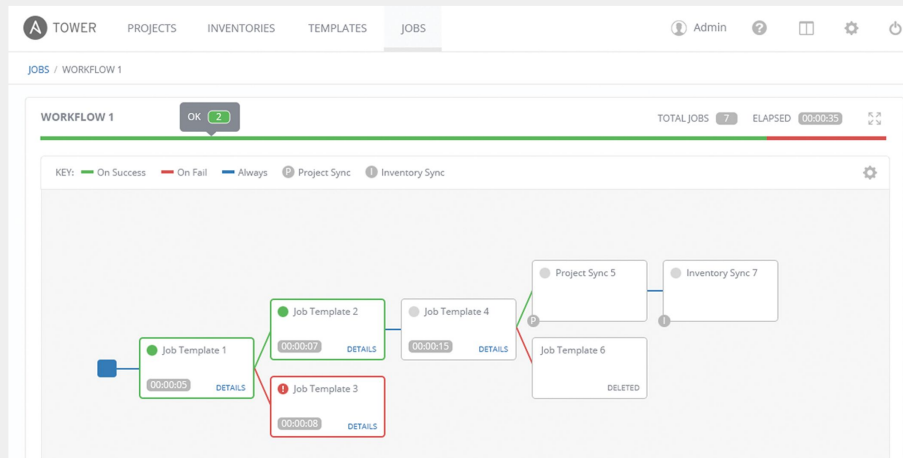 A TOWER PROJECTS INVENTORIES TEMPLATES JOBS Admin ?
JOBS / WORKFLOW 1
WORKFLOW 1 OK 2 TOTAL JOBS 7 ELAPSED 00:00:35
KEY: On Success On Fail Always P Project Sync I Inventory Sync
Project Sync 5
P
Inventory Sync 7
I
Job Template 2
00:00:07 DETAILS
Job Template 4
00:00:15 DETAILS
Job Template 1
00:00:05 DETAILS
Job Template 6
DELETED
! Job Template 3
00:00:08 DETAILS